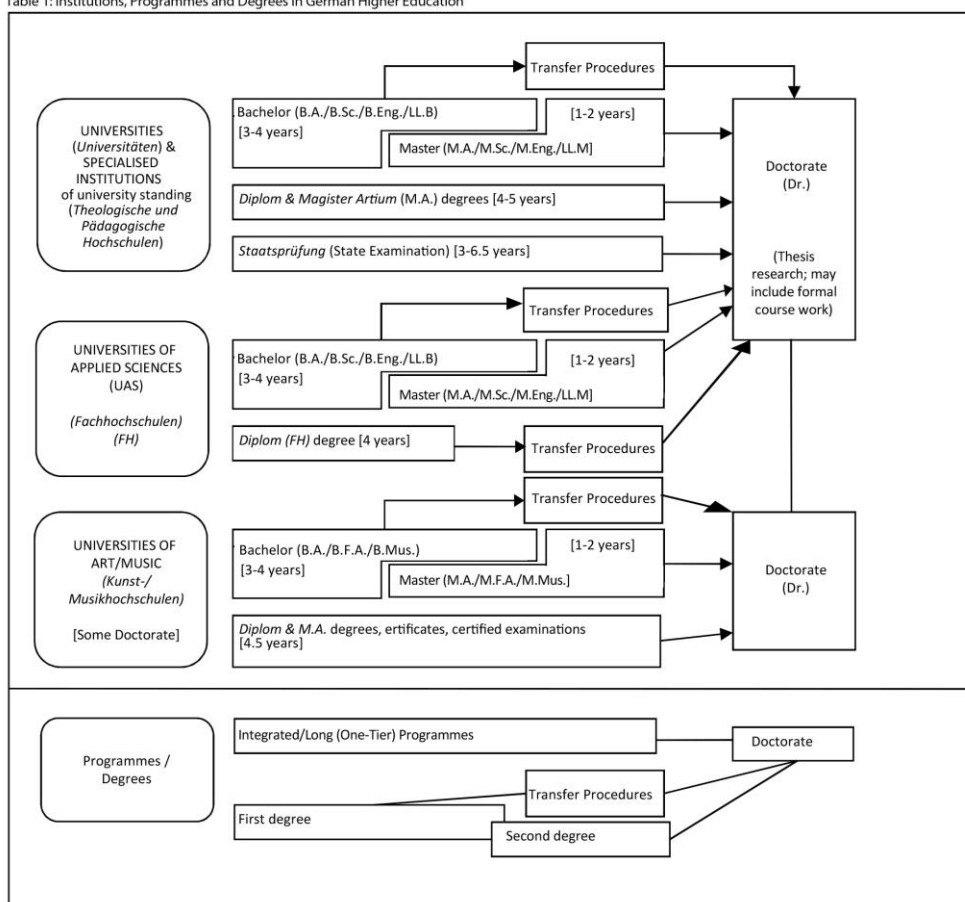 Table 1: Institutions, Programmes and Degrees in German Higher Education
Transfer Procedures
UNIVERSITIES
(Universitäten) &
SPECIALISED
INSTITUTIONS
of university standing
(Theologische und
Pädagogische
Hochschulen)
Bachelor (B.A./B.Sc./B.Eng./LL.B)
[3-4 years]
[1-2 years]
Master (M.A./M.Sc./M.Eng./LL.M]
Diplom & Magister Artium (M.A.) degrees [4-5 years]
Staatsprüfung (State Examination) [3-6.5 years]
Doctorate
(Dr.)
(Thesis
research; may
include formal
course work)
UNIVERSITIES OF
APPLIED SCIENCES
(UAS)
(Fachhochschulen)
(FH)
Transfer Procedures
Bachelor (B.A./B.Sc./B.Eng./LL.B)
[3-4 years]
[1-2 years]
Master (M.A./M.Sc./M.Eng./LL.M]
Diplom (FH) degree [4 years]
Transfer Procedures
UNIVERSITIES OF
ART/MUSIC
(Kunst-/
Musikhochschulen)
[Some Doctorate]
Transfer Procedures
Bachelor (B.A./B.F.A./B.Mus.)
[3-4 years]
[1-2 years]
Master (M.A./M.F.A./M.Mus.]
Diplom & M.A. degrees, ertificates, certified examinations
[4.5 years]
Doctorate
(Dr.)
Programmes /
Degrees
Integrated/Long (One-Tier) Programmes
Doctorate
Transfer Procedures
First degree
Second degree